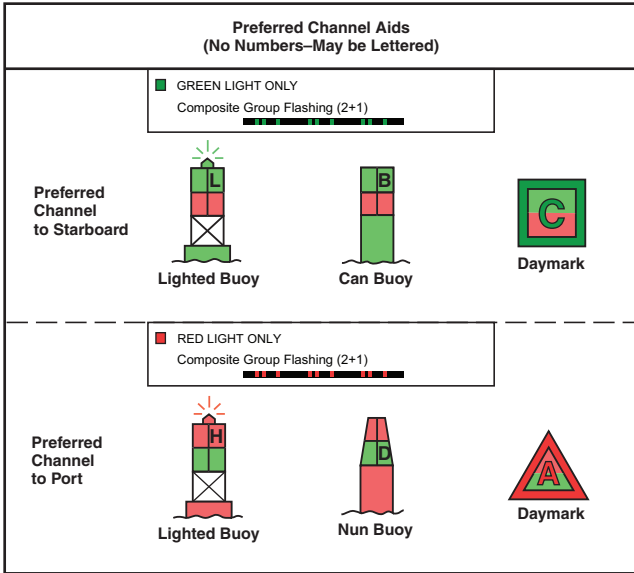 Preferred Channel Aids
(No Numbers–May be Lettered)
GREEN LIGHT ONLY
Composite Group Flashing (2+1)
Preferred
Channel
to Starboard
L
B
C
Lighted Buoy
Can Buoy
Daymark
RED LIGHT ONLY
Composite Group Flashing (2+1)
Preferred
Channel
to Port
H
D
A
Lighted Buoy
Nun Buoy
Daymark